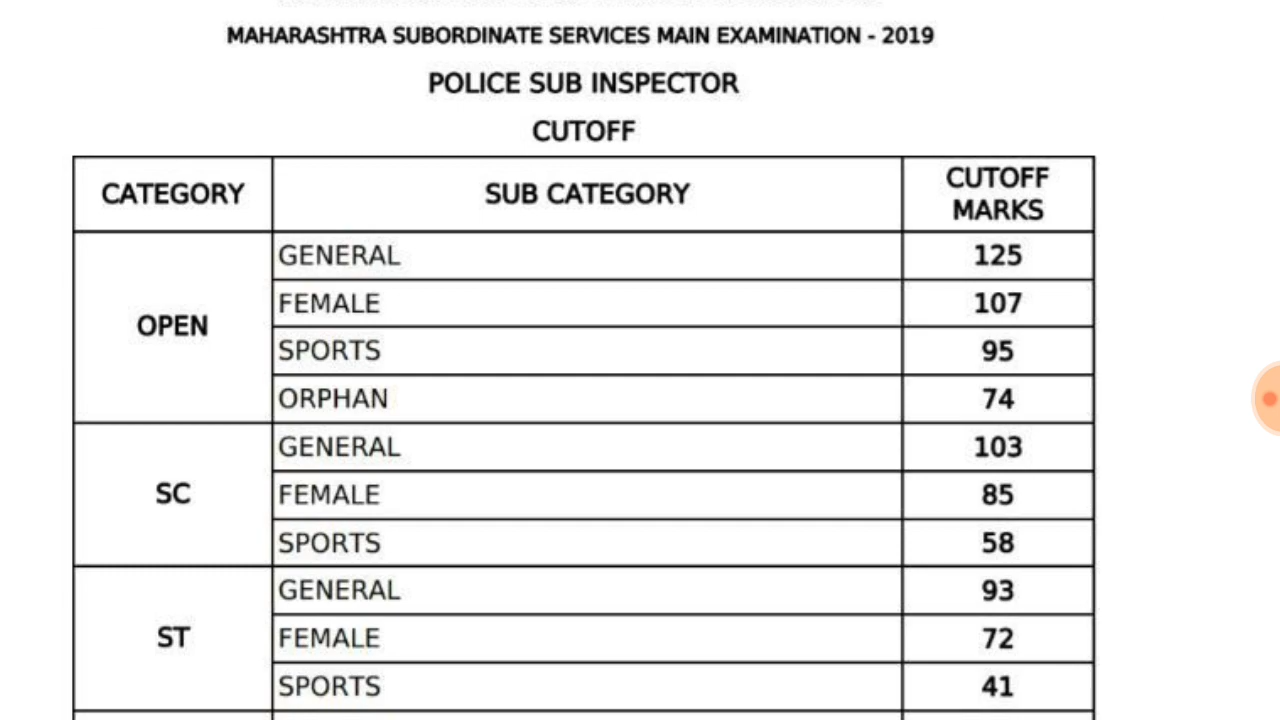 MAHARASHTRA SUBORDINATE SERVICES MAIN EXAMINATION - 2019
POLICE SUB INSPECTOR
CUTOFF
CATEGORY SUB CATEGORY CUTOFF MARKS
OPEN
GENERAL 125
FEMALE 107
SPORTS 95
ORPHAN 74
SC
GENERAL 103
FEMALE 85
SPORTS 58
ST
GENERAL 93
FEMALE 72
SPORTS 41